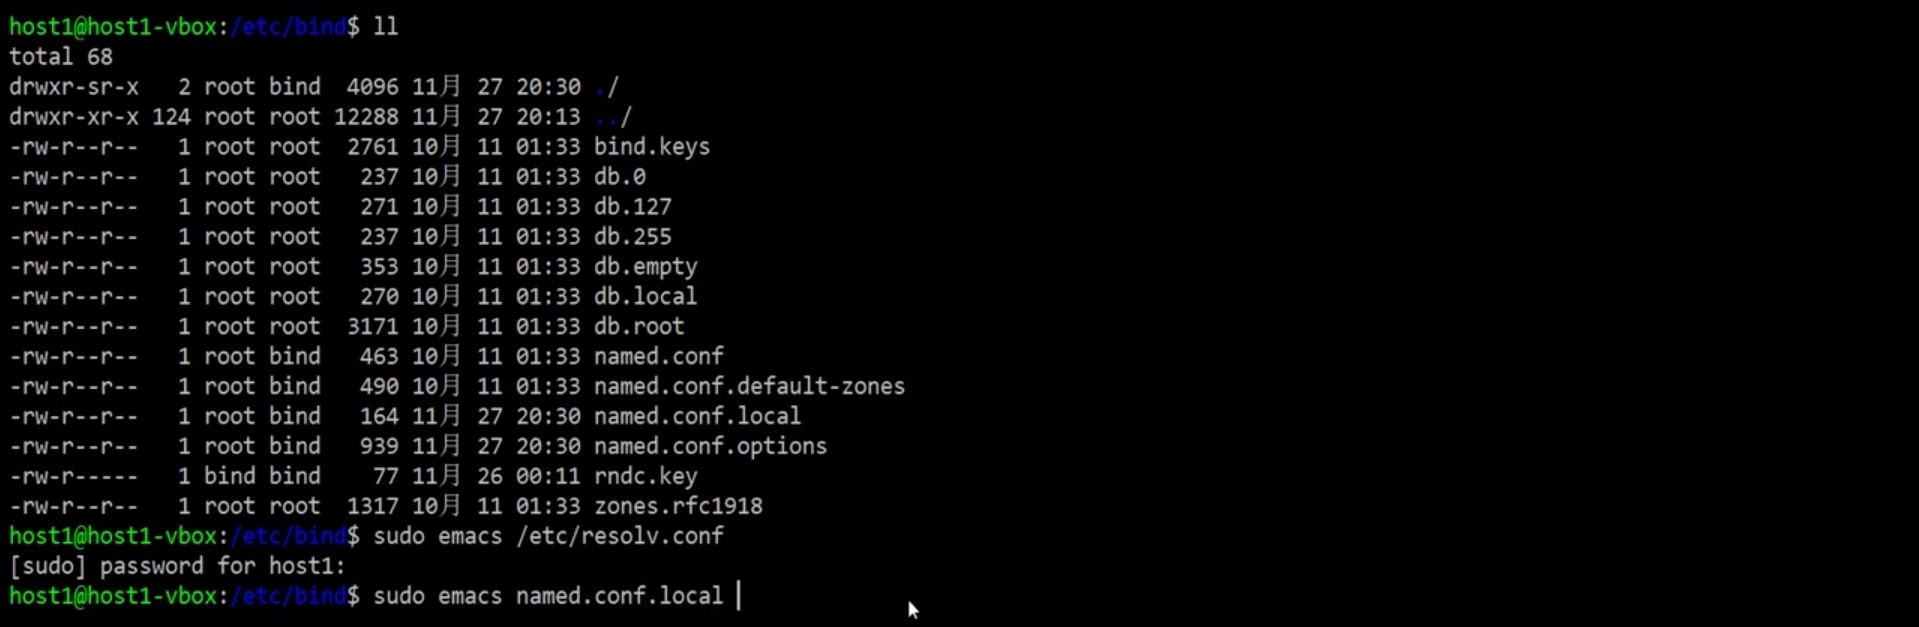 host1@host1-vbox:/etc/bind$ ll
total 68
drwxr-sr-x   2 root bind  4096 11月 27 20:30 ./
drwxr-xr-x 124 root root 12288 11月 27 20:13 ../
-rw-r--r--   1 root root  2761 10月 11 01:33 bind.keys
-rw-r--r--   1 root root   237 10月 11 01:33 db.0
-rw-r--r--   1 root root   271 10月 11 01:33 db.127
-rw-r--r--   1 root root   237 10月 11 01:33 db.255
-rw-r--r--   1 root root   353 10月 11 01:33 db.empty
-rw-r--r--   1 root root   270 10月 11 01:33 db.local
-rw-r--r--   1 root root  3171 10月 11 01:33 db.root
-rw-r--r--   1 root bind   463 10月 11 01:33 named.conf
-rw-r--r--   1 root bind   490 10月 11 01:33 named.conf.default-zones
-rw-r--r--   1 root bind   164 11月 27 20:30 named.conf.local
-rw-r--r--   1 root bind   939 11月 27 20:30 named.conf.options
-rw-r-----   1 bind bind    77 11月 26 00:11 rndc.key
-rw-r--r--   1 root root  1317 10月 11 01:33 zones.rfc1918
host1@host1-vbox:/etc/bind$ sudo emacs /etc/resolv.conf
[sudo] password for host1:
host1@host1-vbox:/etc/bind$ sudo emacs named.conf.local